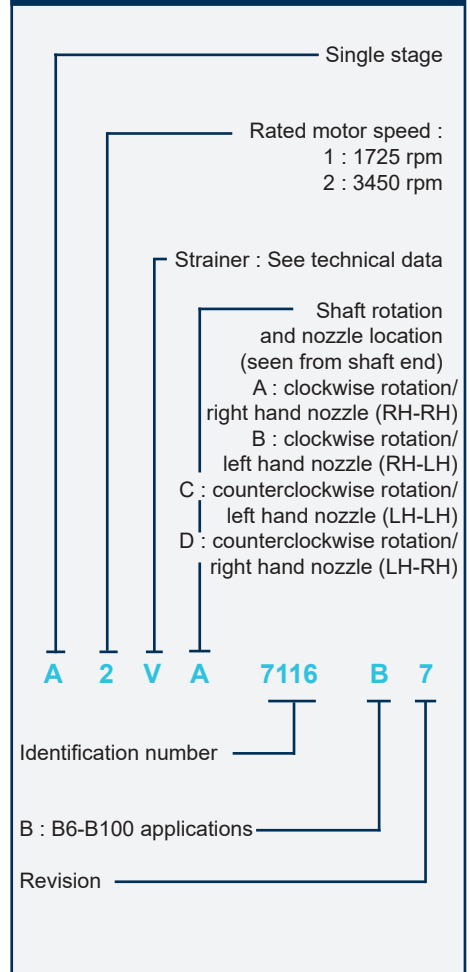 Single stage
Rated motor speed :
1 : 1725 rpm
2 : 3450 rpm
Strainer : See technical data
Shaft rotation
and nozzle location
(seen from shaft end)
A : clockwise rotation/
right hand nozzle (RH-RH)
B : clockwise rotation/
left hand nozzle (RH-LH)
C : counterclockwise rotation/
left hand nozzle (LH-LH)
D : counterclockwise rotation/
right hand nozzle (LH-RH)
A 2 V A 7116 B 7
Identification number
B : B6-B100 applications
Revision